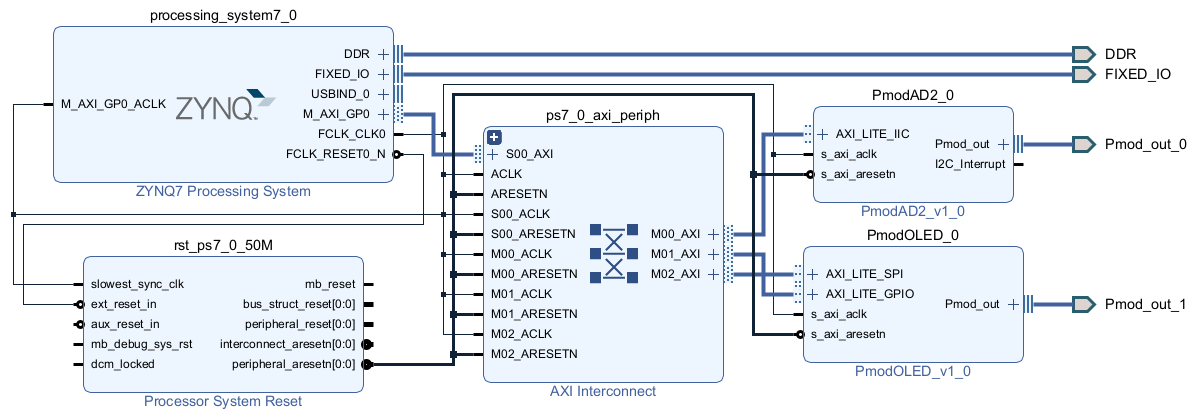 processing_system7_0
DDR
FIXED_IO
USBIND_0
M_AXI_GP0_ACLK
M_AXI_GP0
FCLK_CLK0
FCLK_RESET0_N
ZYNQ
ZYNQ7 Processing System
DDR
FIXED_IO
ps7_0_axi_periph
S00_AXI
ACLK
ARESETN
S00_ACLK
S00_ARESETN
M00_ACLK
M00_ARESETN
M01_ACLK
M01_ARESETN
M02_ACLK
M02_ARESETN
M00_AXI
M01_AXI
M02_AXI
AXI Interconnect
PmodAD2_0
AXI_LITE_IIC
s_axi_aclk
s_axi_aresetn
Pmod_out
I2C_Interrupt
PmodAD2_v1_0
Pmod_out_0
rst_ps7_0_50M
slowest_sync_clk
ext_reset_in
aux_reset_in
mb_debug_sys_rst
dcm_locked
mb_reset
bus_struct_reset[0:0]
peripheral_reset[0:0]
interconnect_aresetn[0:0]
peripheral_aresetn[0:0]
Processor System Reset
PmodOLED_0
AXI_LITE_SPI
AXI_LITE_GPIO
s_axi_aclk
s_axi_aresetn
Pmod_out
PmodOLED_v1_0
Pmod_out_1